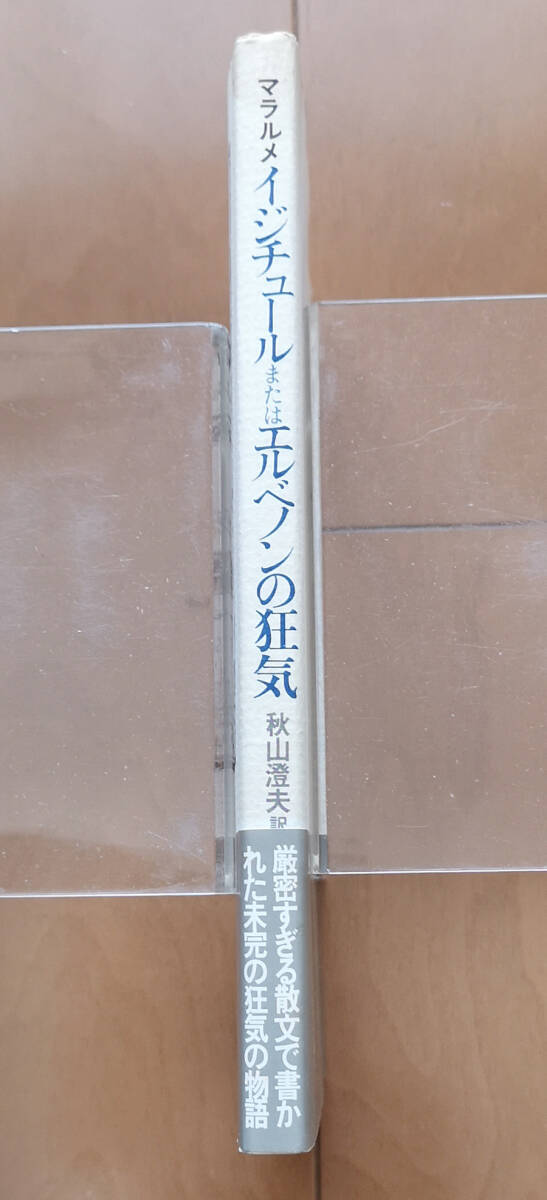 マラルメ
イジチュールまたはエルベノンの狂気
秋山澄夫 訳
厳密すぎる散文で書か
れた未完の狂気の物語